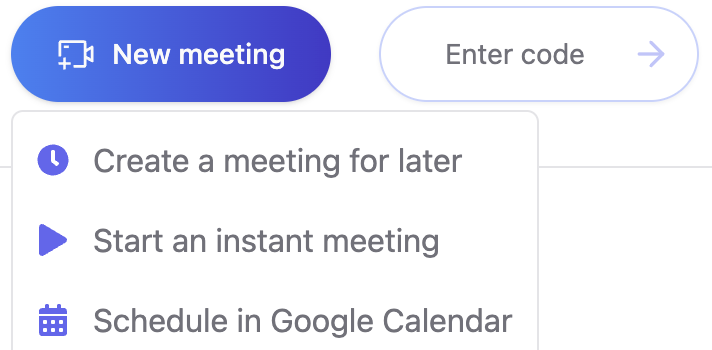 New meeting
Enter code
Create a meeting for later
Start an instant meeting
Schedule in Google Calendar